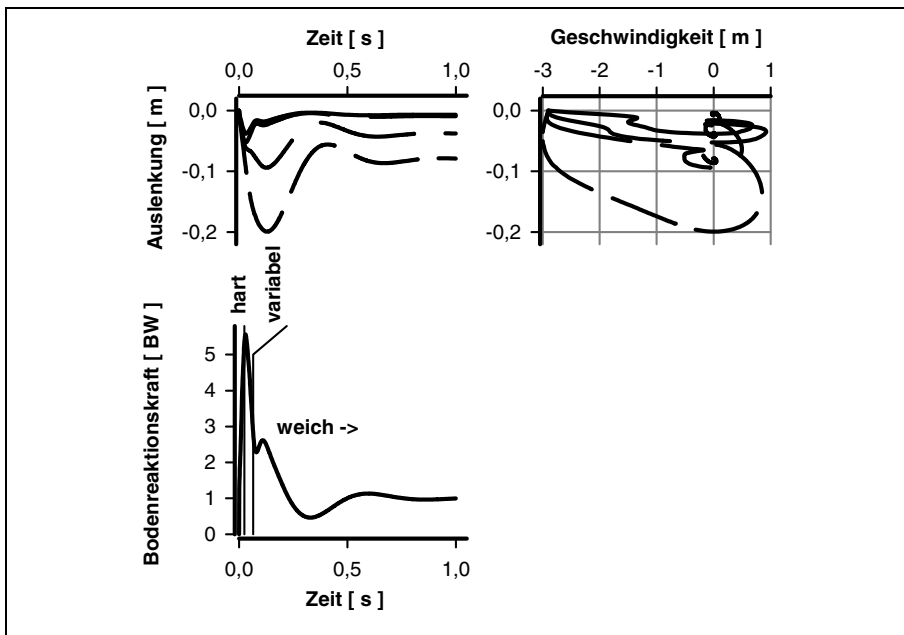 Zeit [ s ]
0,0 0,5 1,0
Auslenkung [ m ]
0,0
-0,1
-0,2
Geschwindigkeit [ m ]
-3 -2 -1 0 1
0,0
-0,1
-0,2
hart
variabel
Bodenreaktionskraft [ BW ]
5
4
3
2
1
0
weich ->
0,0 0,5 1,0
Zeit [ s ]